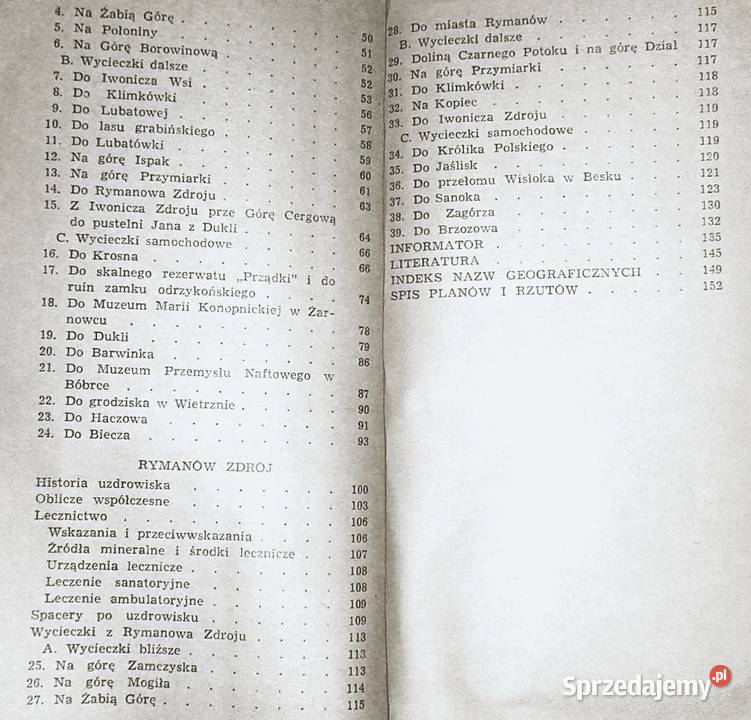 4. Na Żabią Górę . . . . . . 50
5. Na Połoniny . . . . . . 51
6. Na Górę Borowinową . . . . . 52
B. Wycieczki dalsze . . . . . . 52
7. Do Iwonicza Wsi . . . . . . 53
8. Do Klimkówki . . . . . . 56
9. Do Lubatowej . . . . . . 57
10. Do lasu grabińskiego . . . . . 58
11. Do Lubatówki . . . . . . 59
12. Na górę Ispak . . . . . . 60
13. Na górę Przymiarki . . . . . 61
14. Do Rymanowa Zdroju . . . . . 63
15. Z Iwonicza Zdroju prze Górę Cergową
do pustelni Jana z Dukli . . . . 64
C. Wycieczki samochodowe . . . . 66
16. Do Krosna . . . . . . . 66
17. Do skalnego rezerwatu „Prządki" i do
ruin zamku odrzykońskiego . . . . 74
18. Do Muzeum Marii Konopnickiej w Żar-
nowcu . . . . . . . 78
19. Do Dukli . . . . . . . 79
20. Do Barwinka . . . . . . 86
21. Do Muzeum Przemysłu Naftowego w
Bóbrce . . . . . . . 87
22. Do grodziska w Wietrznie . . . . 90
23. Do Haczowa . . . . . . 91
24. Do Biecza . . . . . . . 93
RYMANÓW ZDRÓJ
Historia uzdrowiska . . . . . . 100
Oblicze współczesne . . . . . . 103
Lecznictwo . . . . . . . 106
Wskazania i przeciwwskazania . . . . 106
Źródła mineralne i środki lecznicze . . 107
Urządzenia lecznicze . . . . . . 108
Leczenie sanatoryjne . . . . . 108
Leczenie ambulatoryjne . . . . . 109
Spacery po uzdrowisku . . . . . 109
Wycieczki z Rymanowa Zdroju . . . . 113
A. Wycieczki bliższe . . . . . 113
25. Na górę Zamczyska . . . . . 113
26. Na górę Mogiła . . . . . . 114
27. Na Żabią Górę . . . . . . 115
28. Do miasta Rymanów . . . . . 115
B. Wycieczki dalsze . . . . . . 117
29. Doliną Czarnego Potoku i na górę Dział 117
30. Na górę Przymiarki . . . . . 117
31. Do Klimkówki . . . . . . 118
32. Na Kopiec . . . . . . . 118
33. Do Iwonicza Zdroju . . . . . 119
C. Wycieczki samochodowe . . . . 119
34. Do Królika Polskiego . . . . . 119
35. Do Jaślisk . . . . . . . 120
36. Do przełomu Wisłoka w Besku . . . 121
37. Do Sanoka . . . . . . . 123
38. Do Zagórza . . . . . . 130
39. Do Brzozowa . . . . . . 132
INFORMATOR . . . . . . . 135
LITERATURA . . . . . . . 145
INDEKS NAZW GEOGRAFICZNYCH . . 149
SPIS PLANÓW I RZUTÓW . . . . . 152
Sprzedajemy.pl